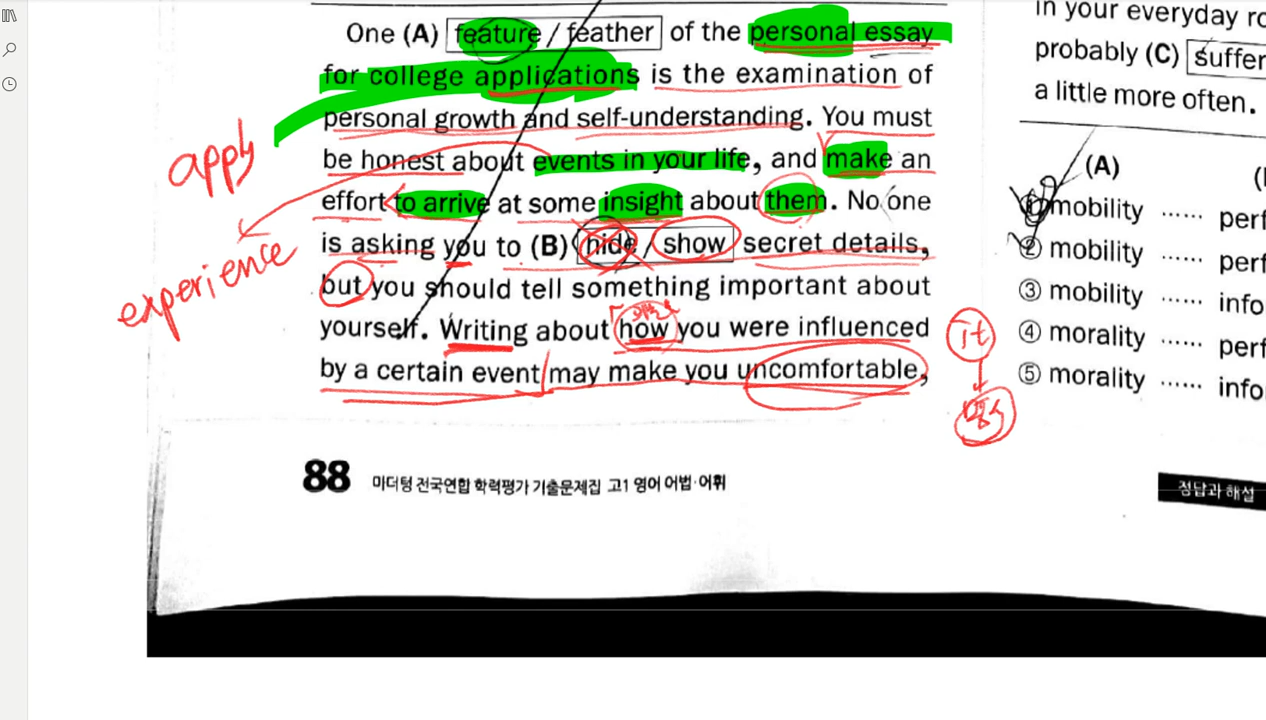 One (A) feature / feather of the personal essay
for college applications is the examination of
personal growth and self-understanding. You must
be honest about events in your life, and make an
effort to arrive at some insight about them. No one
is asking you to (B) hide / show secret details,
but you should tell something important about
yourself. Writing about how you were influenced
by a certain event may make you uncomfortable,
apply
experience
It
88 마더텅 전국연합 학력평가 기출문제집 고1 영어 어법·어휘
in your everyday
probably (C) suffer
a little more often.
(A)
① mobility ······ perf
② mobility ······ perf
③ mobility ······ info
④ morality ······ perf
⑤ morality ······ info
정답과 해설